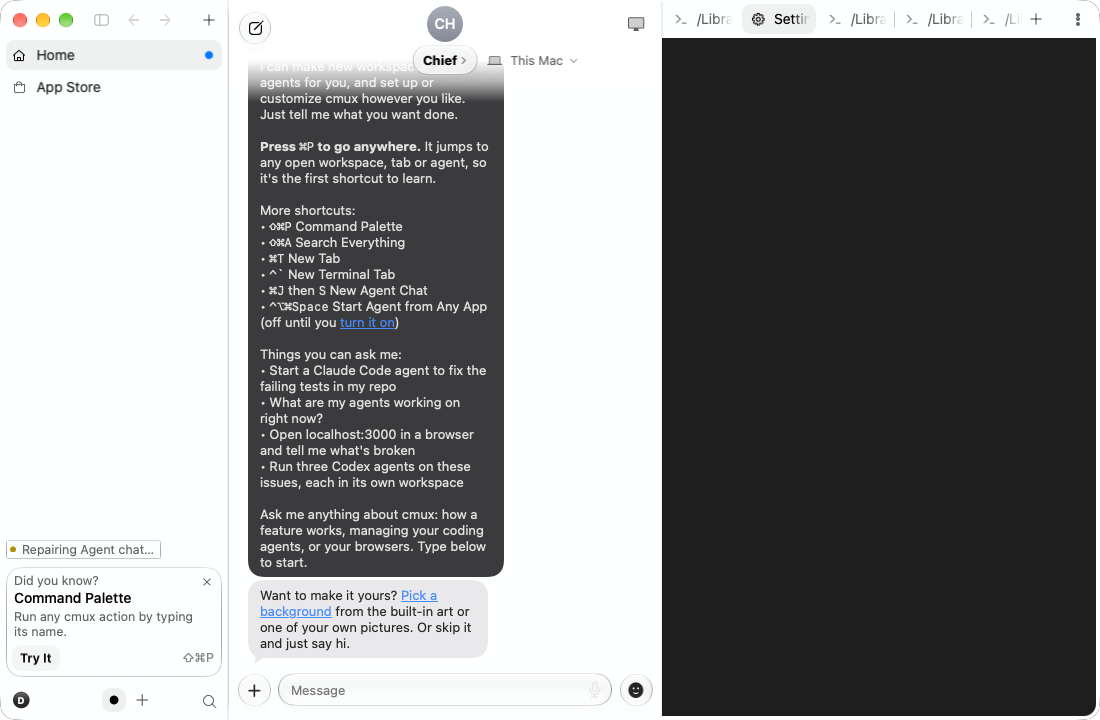 Home
App Store
Repairing Agent chat...
Did you know?
Command Palette
Run any cmux action by typing
its name.
Try It
⇧⌘P
D
CH
Chief
This Mac
I can make new
agents for you, and set up or
customize cmux however you like.
Just tell me what you want done.
Press ⌘P to go anywhere. It jumps to
any open workspace, tab or agent, so
it's the first shortcut to learn.
More shortcuts:
• ⇧⌘P Command Palette
• ⇧⌘A Search Everything
• ⌘T New Tab
• ^` New Terminal Tab
• ⌘J then S New Agent Chat
• ^⌥⌘Space Start Agent from Any App
(off until you turn it on)
Things you can ask me:
• Start a Claude Code agent to fix the
failing tests in my repo
• What are my agents working on
right now?
• Open localhost:3000 in a browser
and tell me what's broken
• Run three Codex agents on these
issues, each in its own workspace
Ask me anything about cmux: how a
feature works, managing your coding
agents, or your browsers. Type below
to start.
Want to make it yours? Pick a
background from the built-in art or
one of your own pictures. Or skip it
and just say hi.
Message
/Libra
Settin
/Libra
/Libra
/Li